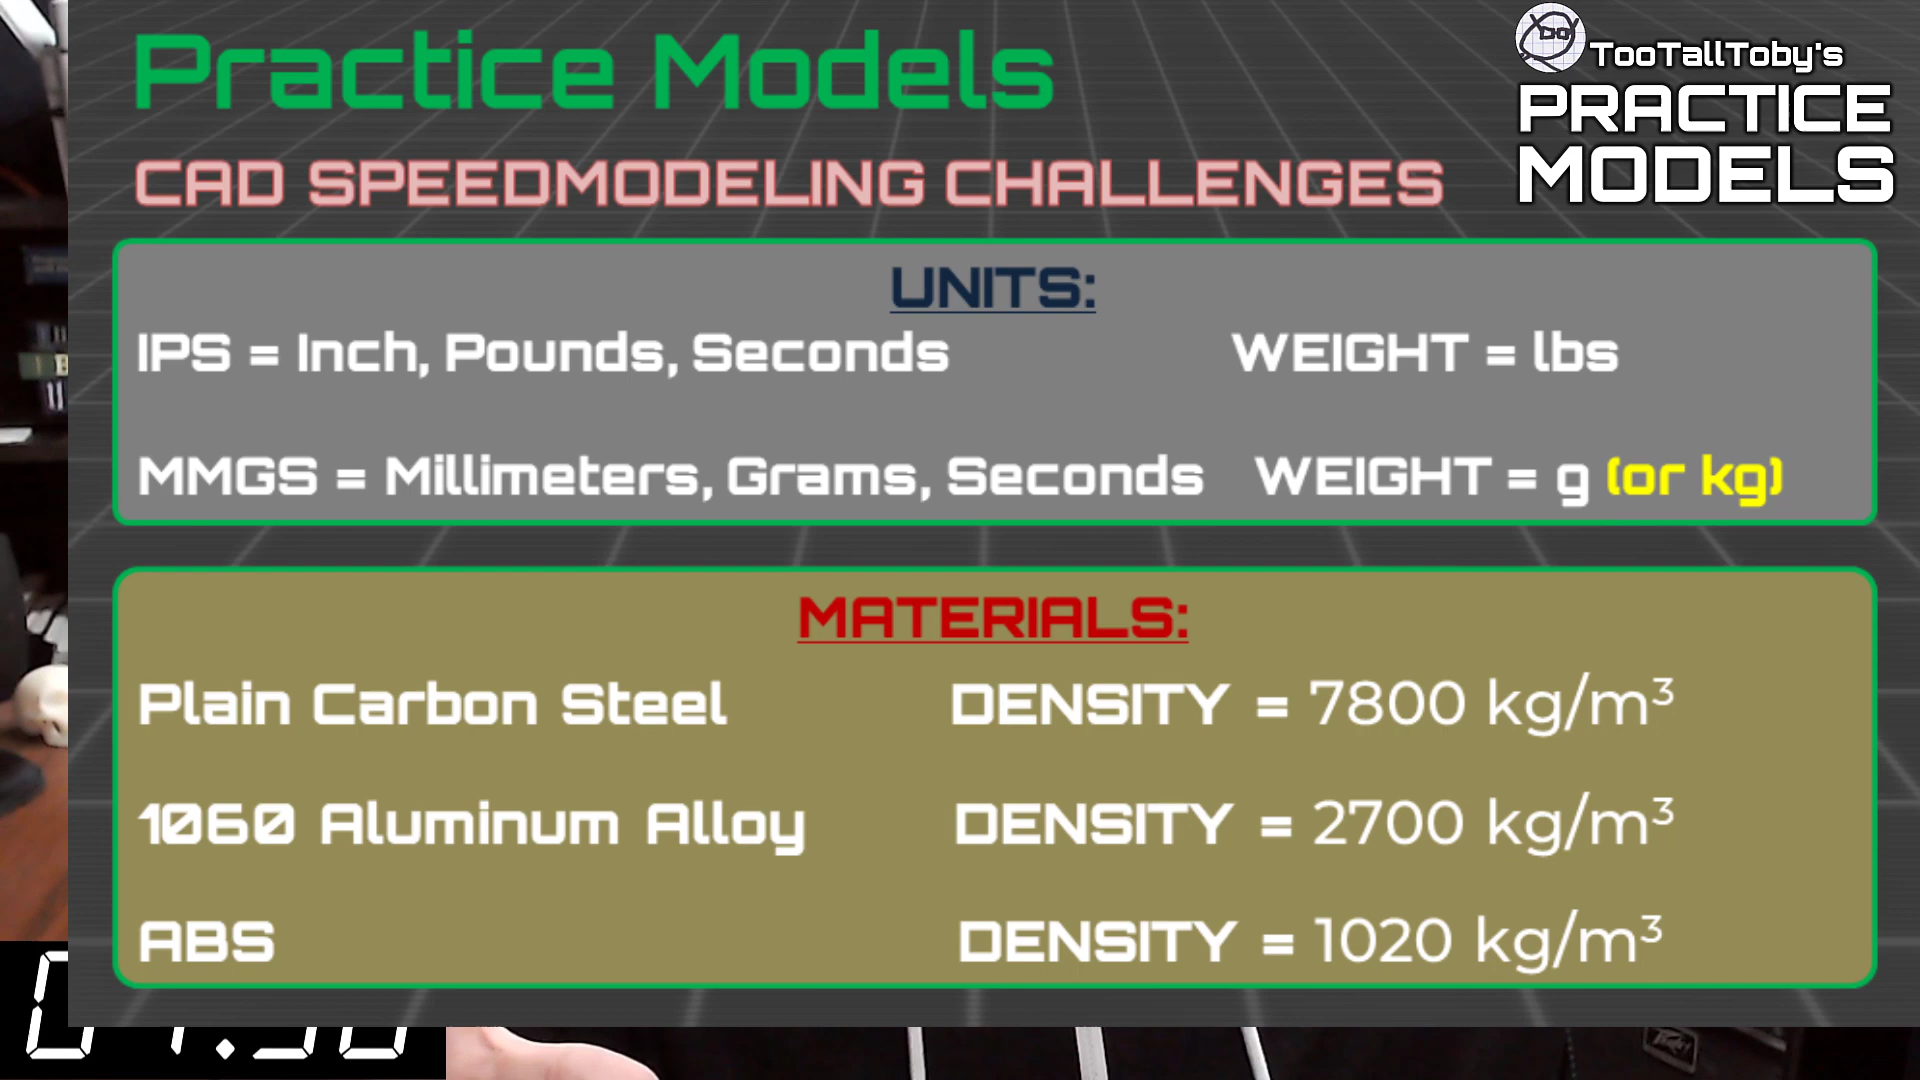 Practice Models
TooTallToby's
PRACTICE
MODELS
CAD SPEEDMODELING CHALLENGES
UNITS:
IPS = Inch, Pounds, Seconds WEIGHT = lbs
MMGS = Millimeters, Grams, Seconds WEIGHT = g (or kg)
MATERIALS:
Plain Carbon Steel DENSITY = 7800 kg/m³
1060 Aluminum Alloy DENSITY = 2700 kg/m³
ABS DENSITY = 1020 kg/m³